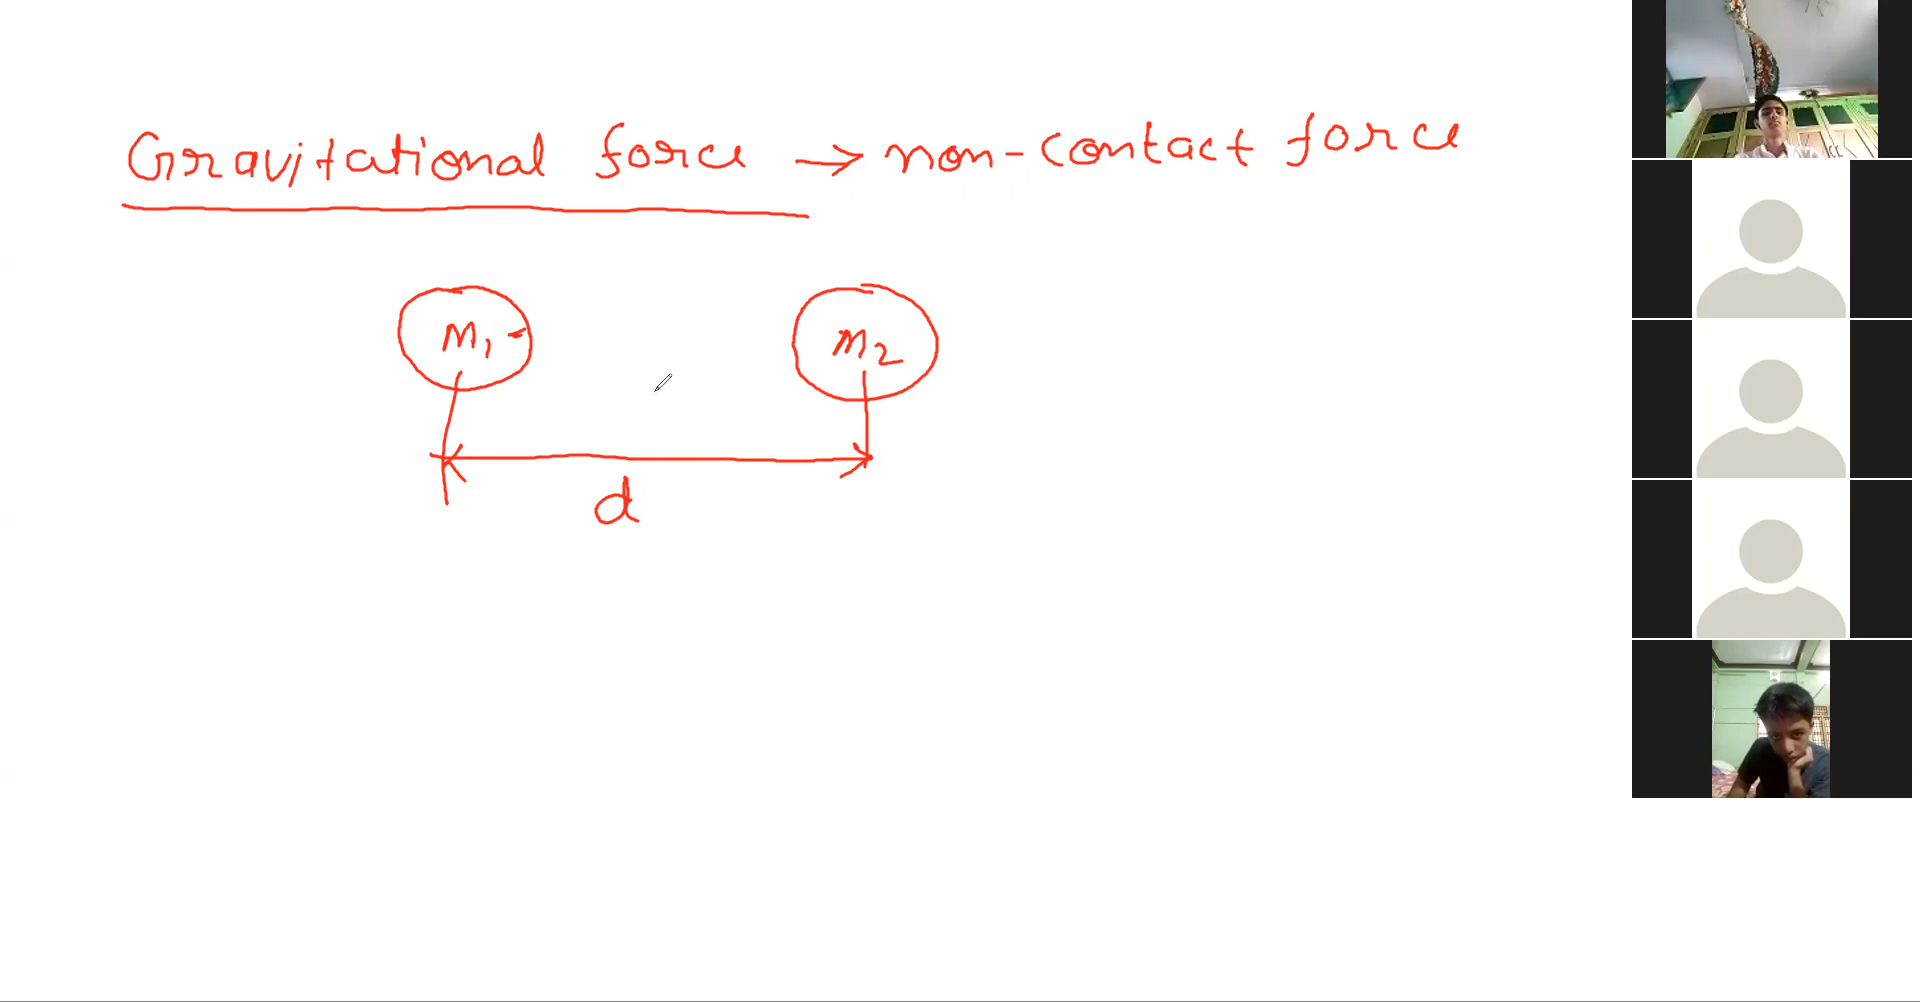 Gravitational force → non-contact force
M1 M2
d